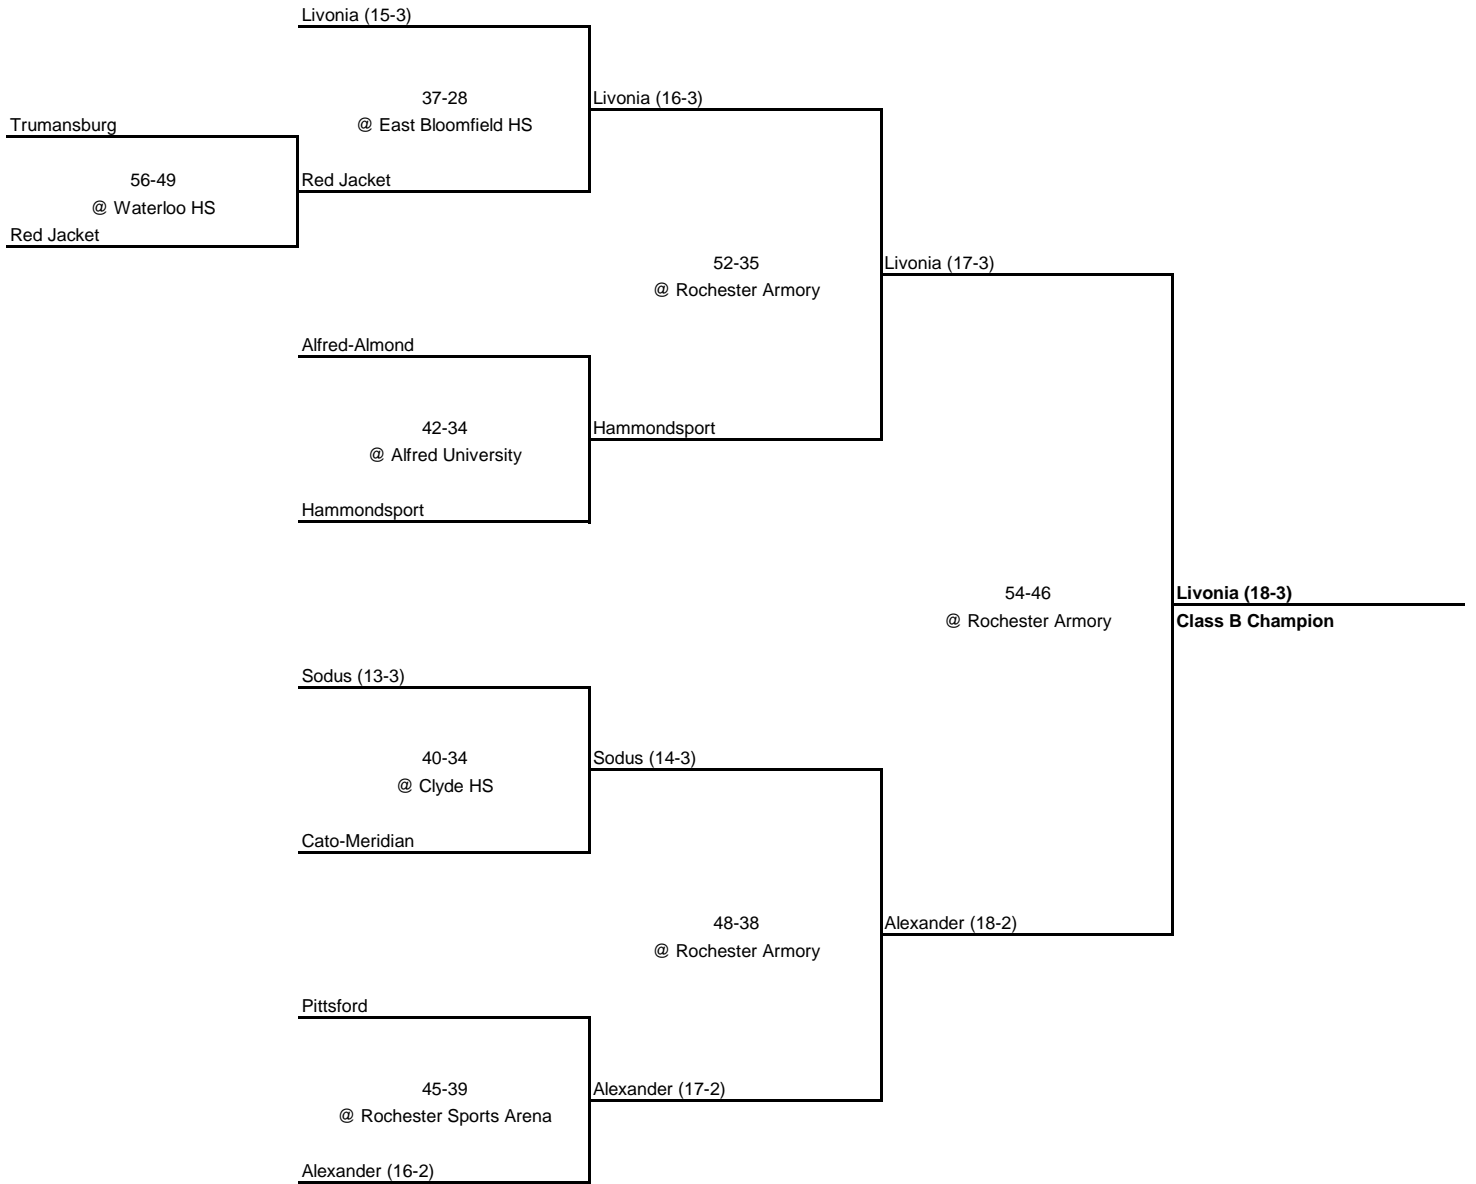 Livonia (15-3)
37-28
@ East Bloomfield HS
Livonia (16-3)
Trumansburg
56-49
@ Waterloo HS
Red Jacket
Red Jacket
52-35
@ Rochester Armory
Livonia (17-3)
Alfred-Almond
42-34
@ Alfred University
Hammondsport
Hammondsport
54-46
@ Rochester Armory
Livonia (18-3)
Class B Champion
Sodus (13-3)
40-34
@ Clyde HS
Sodus (14-3)
Cato-Meridian
48-38
@ Rochester Armory
Alexander (18-2)
Pittsford
45-39
@ Rochester Sports Arena
Alexander (17-2)
Alexander (16-2)